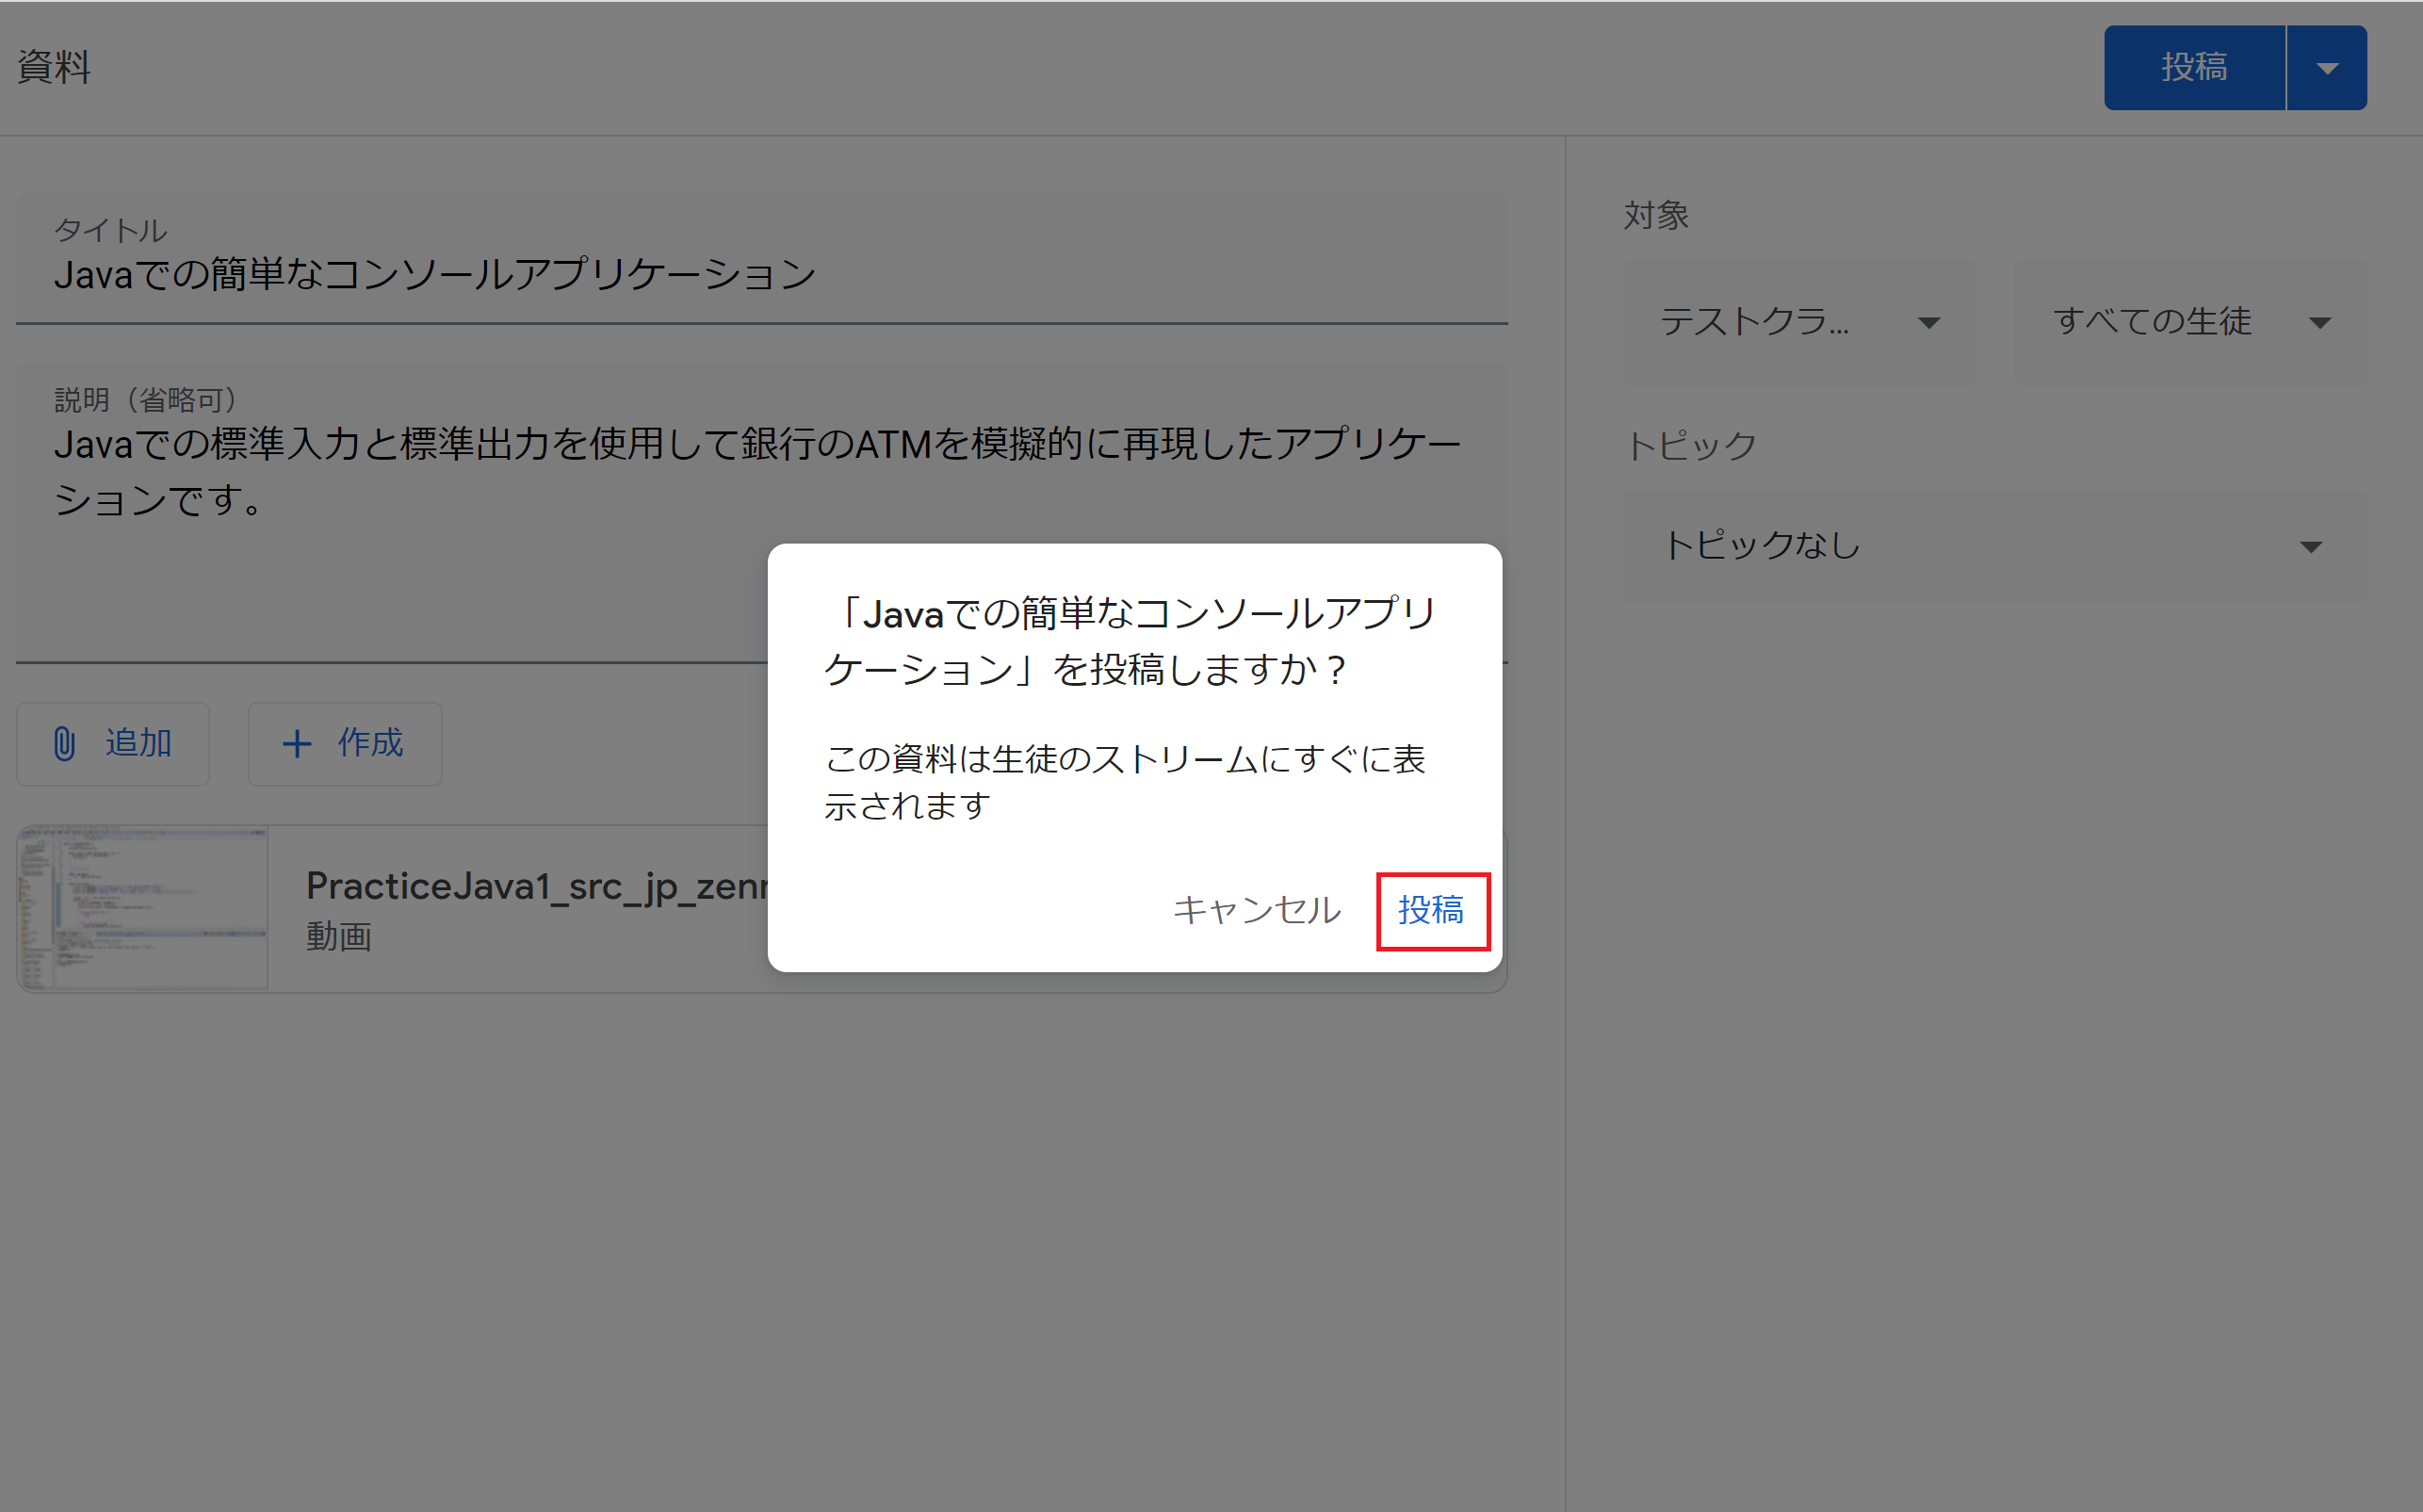 資料
投稿
タイトル
Javaでの簡単なコンソールアプリケーション
説明（省略可）
Javaでの標準入力と標準出力を使用して銀行のATMを模擬的に再現したアプリケー
ションです。
追加
作成
PracticeJava1_src_jp_zenr
動画
対象
テストクラ...
すべての生徒
トピック
トピックなし
「Javaでの簡単なコンソールアプリ
ケーション」を投稿しますか？
この資料は生徒のストリームにすぐに表
示されます
キャンセル
投稿